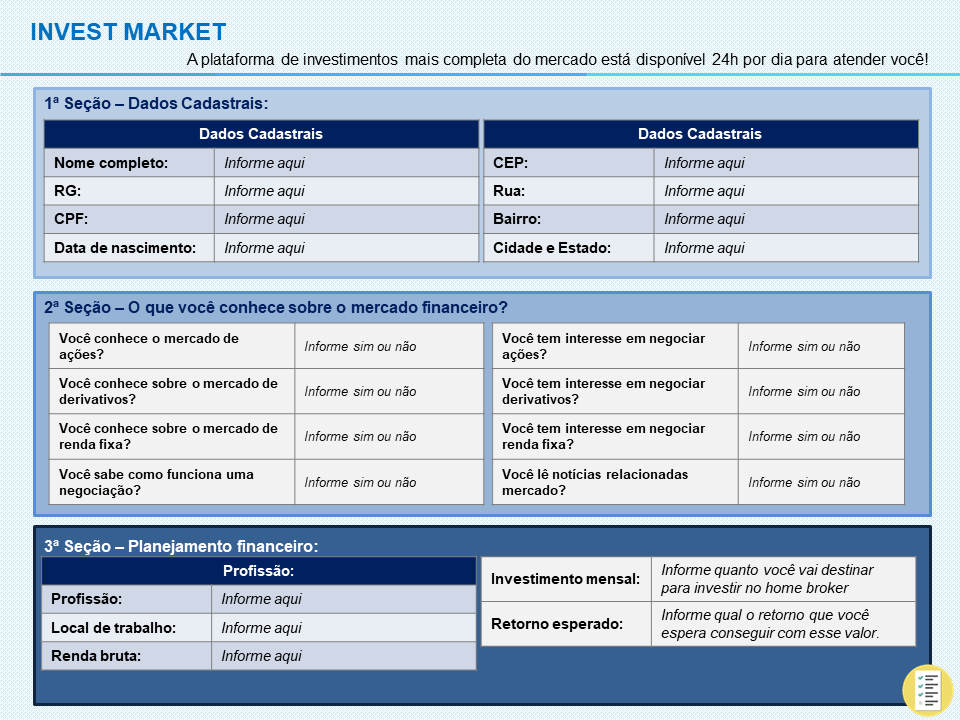 INVEST MARKET
A plataforma de investimentos mais completa do mercado está disponível 24h por dia para atender você!
1ª Seção – Dados Cadastrais:
Dados Cadastrais
Nome completo: Informe aqui
RG: Informe aqui
CPF: Informe aqui
Data de nascimento: Informe aqui
Dados Cadastrais
CEP: Informe aqui
Rua: Informe aqui
Bairro: Informe aqui
Cidade e Estado: Informe aqui
2ª Seção – O que você conhece sobre o mercado financeiro?
Você conhece o mercado de
ações?
Informe sim ou não
Você conhece sobre o mercado de
derivativos?
Informe sim ou não
Você conhece sobre o mercado de
renda fixa?
Informe sim ou não
Você sabe como funciona uma
negociação?
Informe sim ou não
Você tem interesse em negociar
ações?
Informe sim ou não
Você tem interesse em negociar
derivativos?
Informe sim ou não
Você tem interesse em negociar
renda fixa?
Informe sim ou não
Você lê notícias relacionadas
mercado?
Informe sim ou não
3ª Seção – Planejamento financeiro:
Profissão:
Profissão: Informe aqui
Local de trabalho: Informe aqui
Renda bruta: Informe aqui
Investimento mensal:
Informe quanto você vai destinar
para investir no home broker
Retorno esperado:
Informe qual o retorno que você
espera conseguir com esse valor.